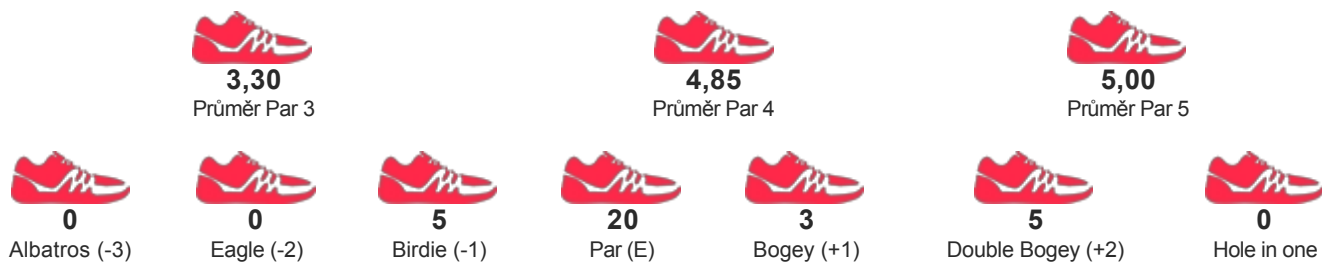 3,30 4,85 5,00
Průměr Par 3 Průměr Par 4 Průměr Par 5
0 0 5 20 3 5 0
Albatros (-3) Eagle (-2) Birdie (-1) Par (E) Bogey (+1) Double Bogey (+2) Hole in one